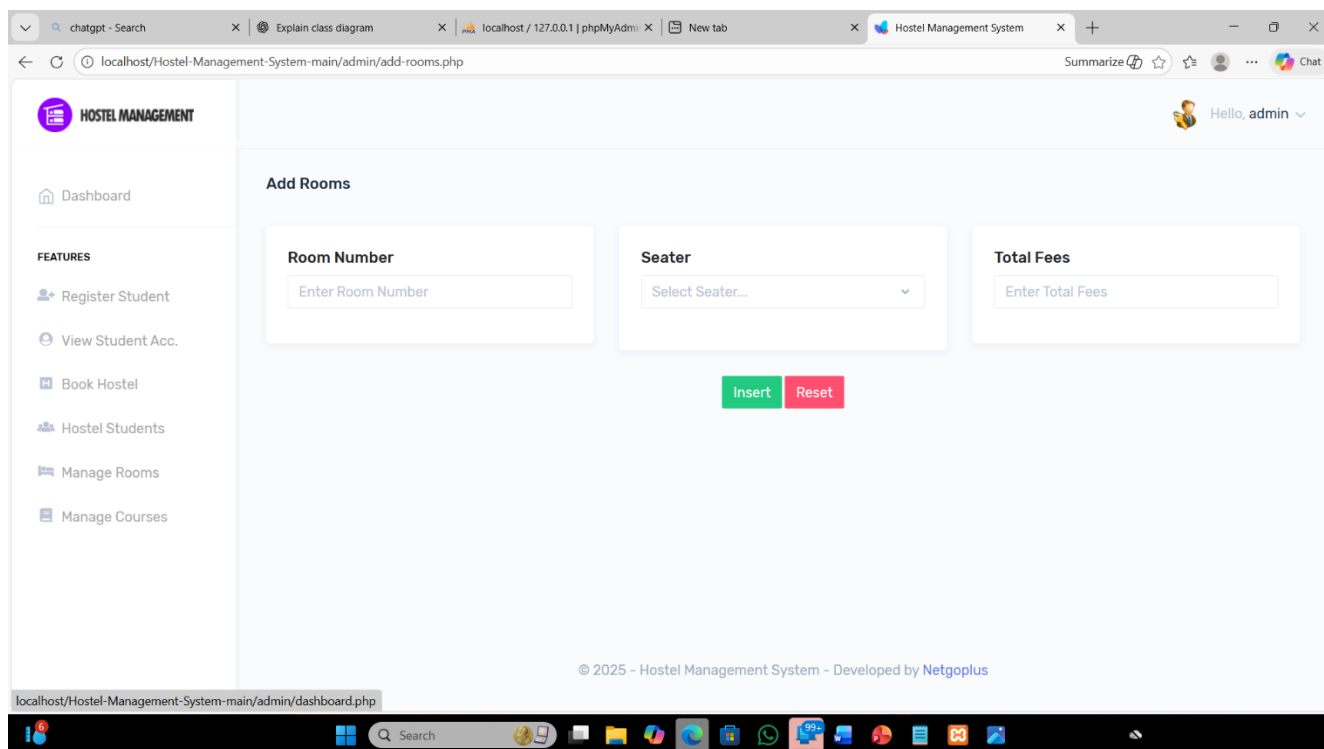 chatgpt - Search
Explain class diagram
localhost / 127.0.0.1 | phpMyAdmi
New tab
Hostel Management System
localhost/Hostel-Management-System-main/admin/add-rooms.php
Summarize
Chat
HOSTEL MANAGEMENT
Hello, admin
Dashboard
FEATURES
Register Student
View Student Acc.
Book Hostel
Hostel Students
Manage Rooms
Manage Courses
Add Rooms
Room Number
Enter Room Number
Seater
Select Seater...
Total Fees
Enter Total Fees
Insert Reset
© 2025 - Hostel Management System - Developed by Netgoplus
localhost/Hostel-Management-System-main/admin/dashboard.php
6
Search
99+